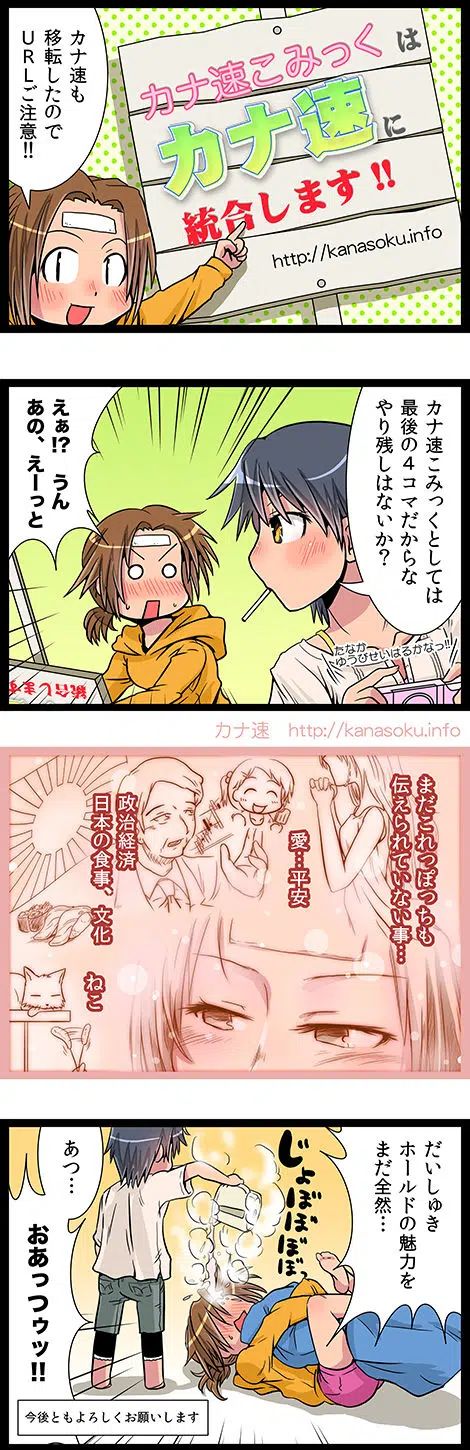 カナ速も
移転したので
URLご注意!!
カナ速こみっくは
カナ速に
統合します!!
http://kanasoku.info
カナ速こみっくとしては
最後の4コマだからな
やり残しはないか?
えぁ!? うん
あの、えーっと
たなか
ゆうびせいはるかなっ!!
統合します
カナ速 http://kanasoku.info
まだこれっぽっちも
伝えられていない事…
愛…平安
政治経済
日本の食事、文化
ねこ
だいしゅき
ホールドの魅力を
まだ全然…
じょぼぼぼぼ
あつ…
おあっつゥッ!!
今後ともよろしくお願いします